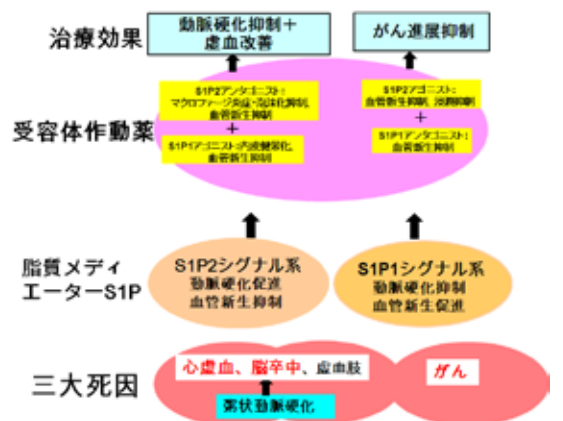 治療効果
動脈硬化抑制＋
虚血改善
がん進展抑制
受容体作動薬
S1P2アンタゴニスト:
マクロファージ炎症・泡沫化抑制,
血管新生抑制
＋
S1P1アゴニスト:内皮健常化,
血管新生抑制
S1P2アゴニスト:
血管新生抑制,
＋
S1P1アンタゴニスト:
血管新生抑制
脂質メディ
エーターS1P
S1P2シグナル系
動脈硬化促進
血管新生抑制
S1P1シグナル系
動脈硬化抑制
血管新生促進
三大死因
心虚血、脳卒中、虚血肢
粥状動脈硬化
がん